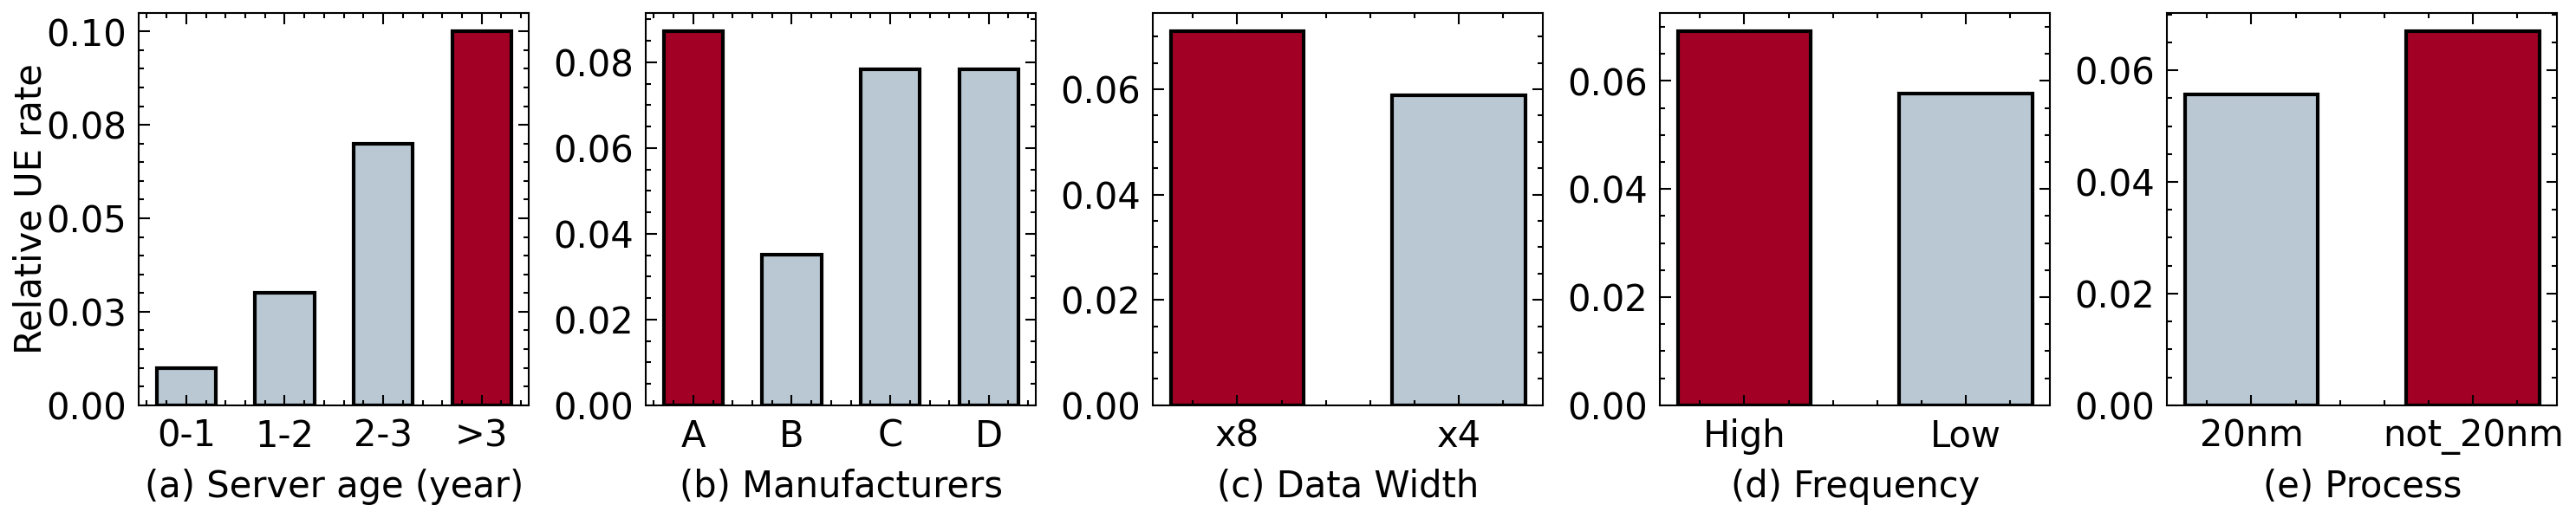 Relative UE rate
0.10
0.08
0.05
0.03
0.00
0-1 1-2 2-3 >3
(a) Server age (year)
0.08
0.06
0.04
0.02
0.00
A B C D
(b) Manufacturers
0.06
0.04
0.02
0.00
x8 x4
(c) Data Width
0.06
0.04
0.02
0.00
High Low
(d) Frequency
0.06
0.04
0.02
0.00
20nm not_20nm
(e) Process